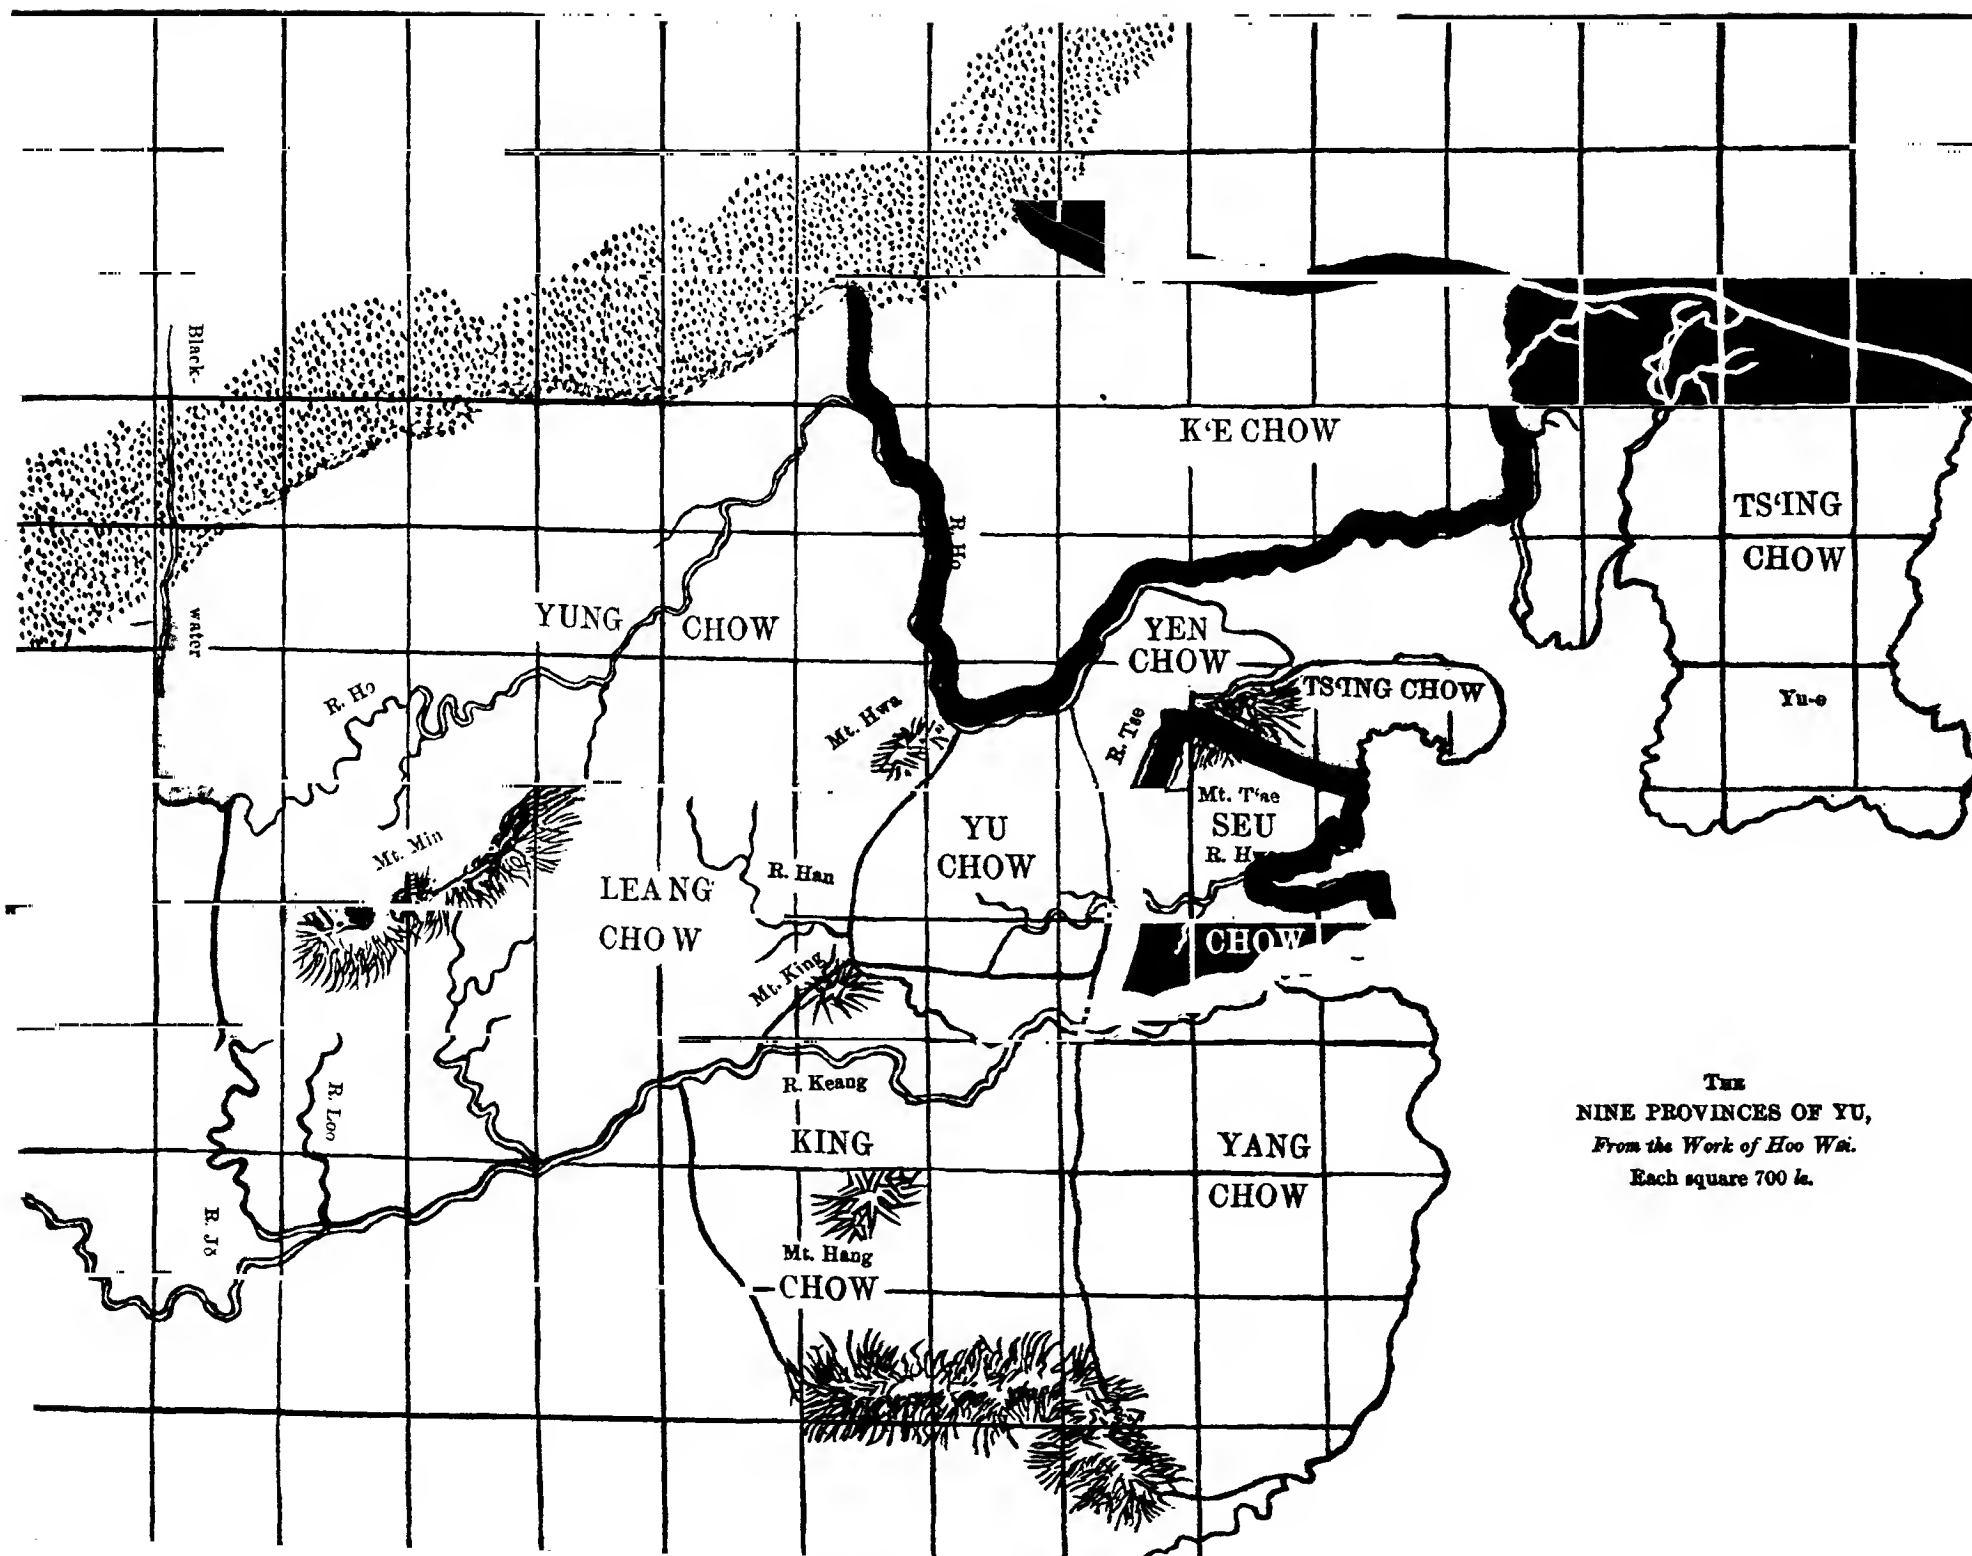 Black-
water
K‘E CHOW
TS‘ING
CHOW
R. Ho
YUNG CHOW
YEN
CHOW
R. Ho
Mt. Hwa
TS‘ING CHOW
Yu-e
R. Tae
Mt. T‘ae
SEU
R.
CHOW
YU
CHOW
Mt. Min
R. Han
LEANG
CHOW
Mt. King
R. Keang
R. Loo
KING
Mt. Hang
CHOW
YANG
CHOW
R. Jŏ
THE
NINE PROVINCES OF YU,
From the Work of Hoo Wei.
Each square 700 le.